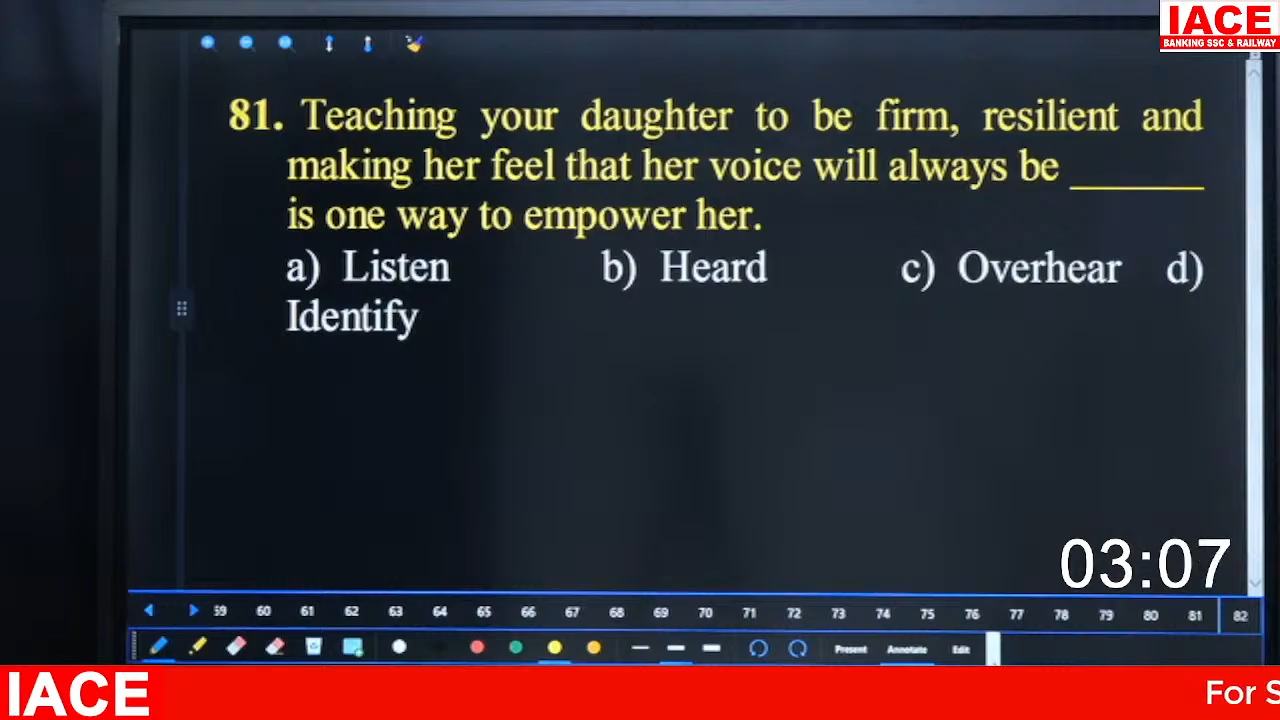 IACE
BANKING SSC & RAILWAY
81. Teaching your daughter to be firm, resilient and
making her feel that her voice will always be ______
is one way to empower her.
a) Listen b) Heard c) Overhear d)
Identify
03:07
59 60 61 62 63 64 65 66 67 68 69 70 71 72 73 74 75 76 77 78 79 80 81 82
Present Annotate Edit
IACE For S